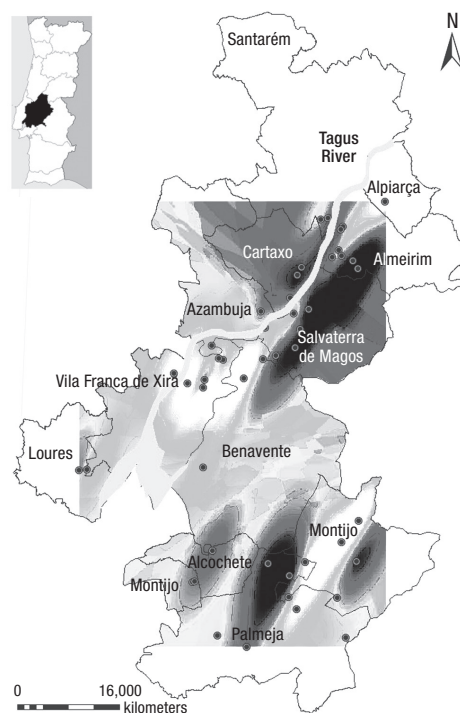 N
Santarém
Tagus
River
Alpiarça
Cartaxo
Almeirim
Azambuja
Salvaterra
de Magos
Vila Franca de Xira
Loures
Benavente
Montijo
Alcochete
Montijo
Palmeja
0 16,000
kilometers